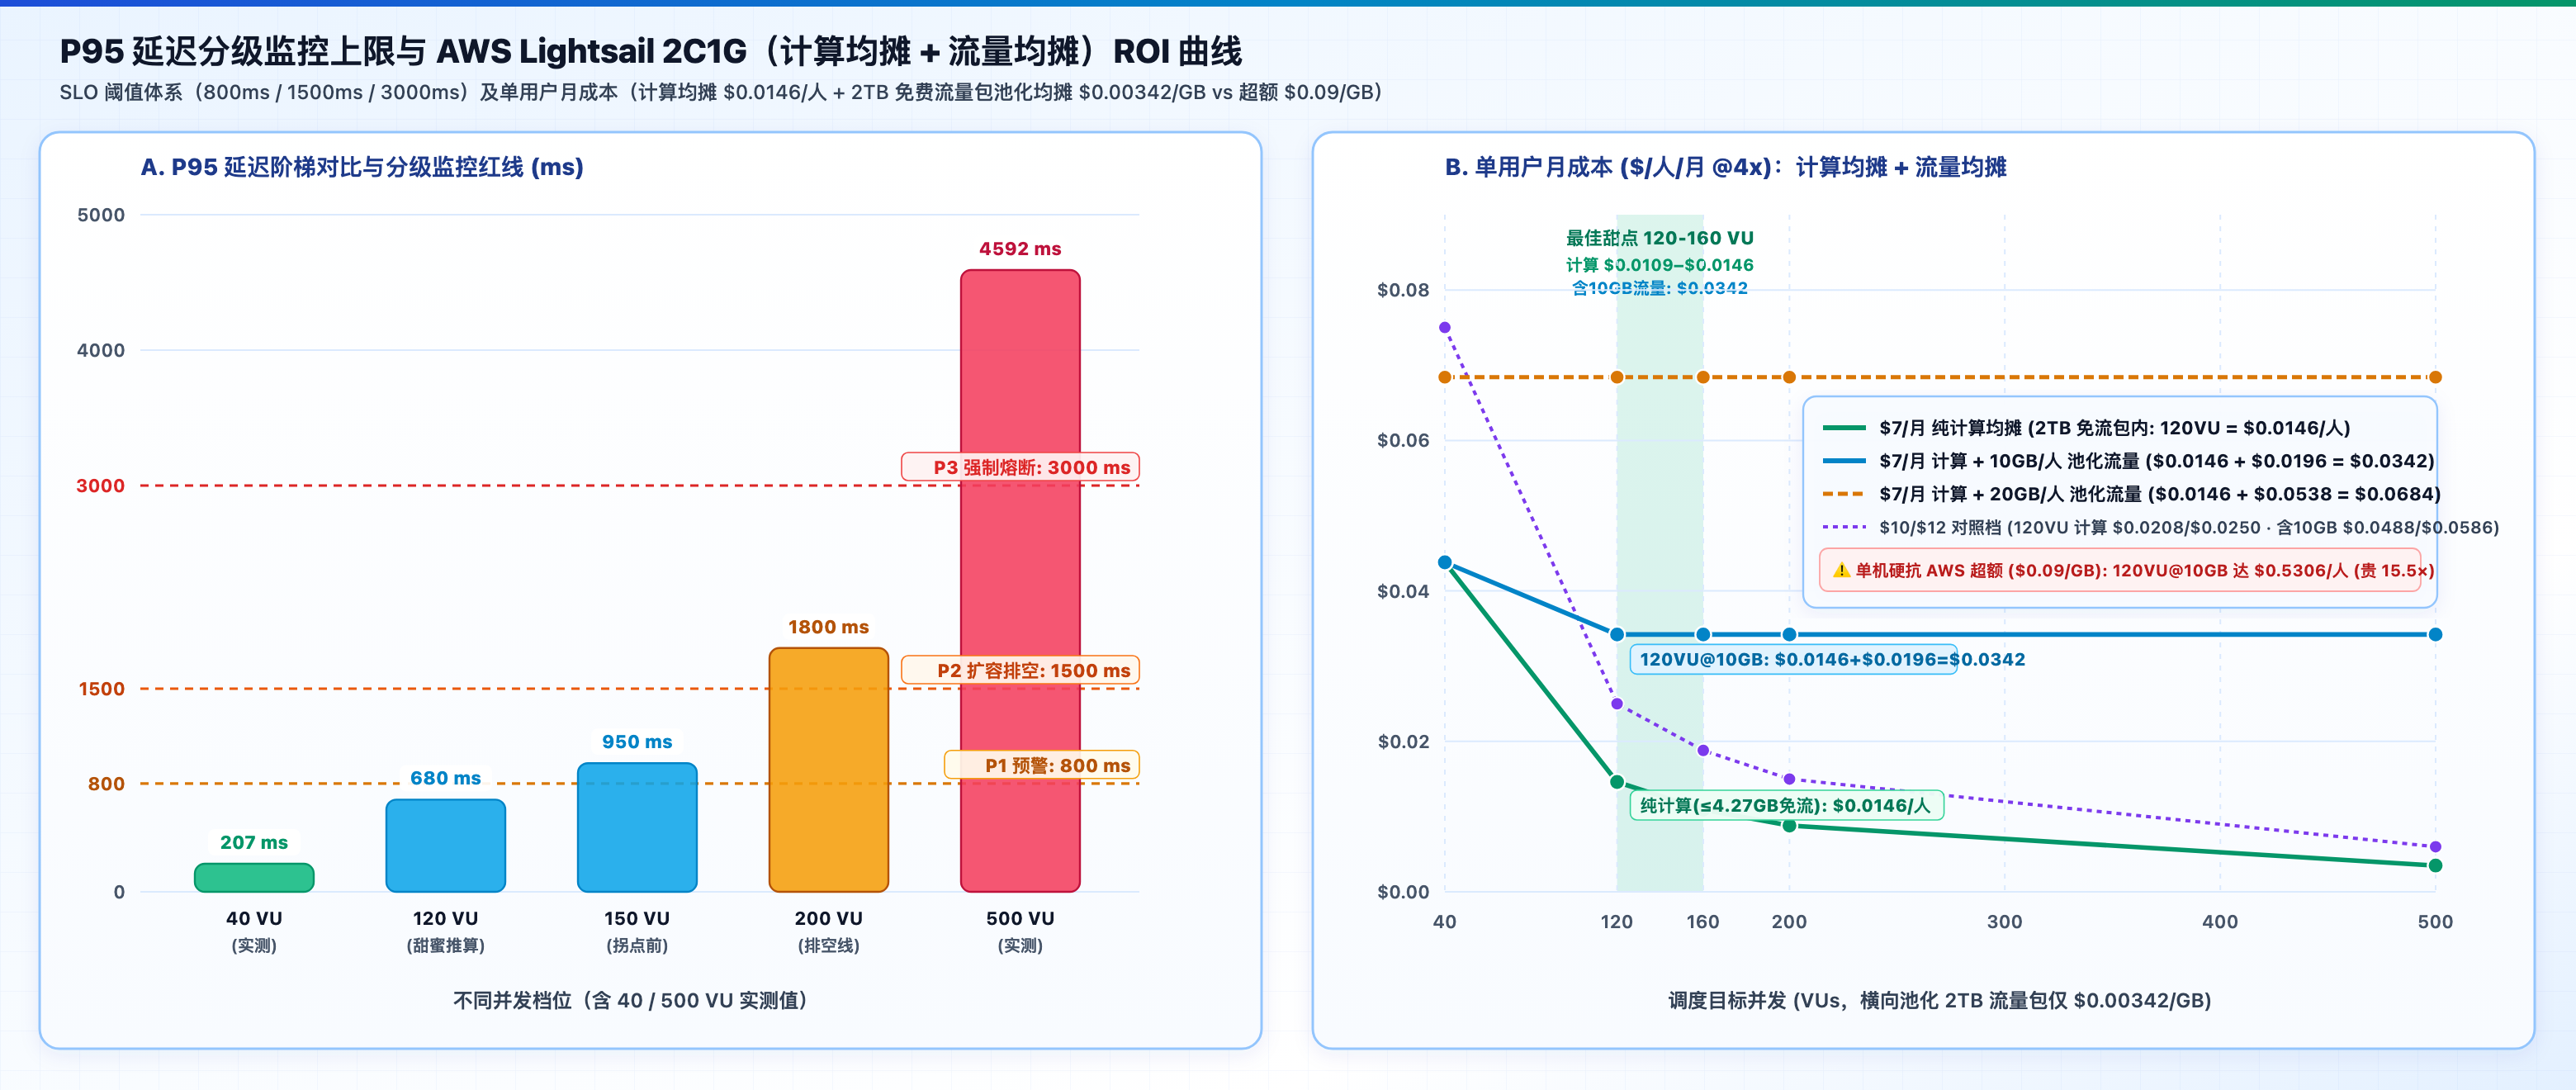 P95 延迟分级监控上限与 AWS Lightsail 2C1G（计算均摊 + 流量均摊）ROI 曲线
SLO 阈值体系（800ms / 1500ms / 3000ms）及单用户月成本（计算均摊 $0.0146/人 + 2TB 免费流量包池化均摊 $0.00342/GB vs 超额 $0.09/GB）
A. P95 延迟阶梯对比与分级监控红线 (ms)
5000
4592 ms
4000
P3 强制熔断: 3000 ms
3000
1800 ms
P2 扩容排空: 1500 ms
1500
950 ms
P1 预警: 800 ms
680 ms
800
207 ms
0
40 VU
120 VU
150 VU
200 VU
500 VU
(实测)
(甜蜜推算)
(拐点前)
(排空线)
(实测)
不同并发档位（含 40 / 500 VU 实测值）
B. 单用户月成本 ($/人/月 @4x)：计算均摊 + 流量均摊
最佳甜点 120-160 VU
计算 $0.0109–$0.0146
含10GB流量: $0.0342
$0.08
$0.06
$7/月 纯计算均摊 (2TB 免流包内: 120VU = $0.0146/人)
$7/月 计算 + 10GB/人 池化流量 ($0.0146 + $0.0196 = $0.0342)
$7/月 计算 + 20GB/人 池化流量 ($0.0146 + $0.0538 = $0.0684)
$10/$12 对照档 (120VU 计算 $0.0208/$0.0250 · 含10GB $0.0488/$0.0586)
⚠️ 单机硬抗 AWS 超额 ($0.09/GB): 120VU@10GB 达 $0.5306/人 (贵 15.5×)
$0.04
120VU@10GB: $0.0146+$0.0196=$0.0342
$0.02
纯计算(≤4.27GB免流): $0.0146/人
$0.00
40
120
160
200
300
400
500
调度目标并发 (VUs，横向池化 2TB 流量包仅 $0.00342/GB)